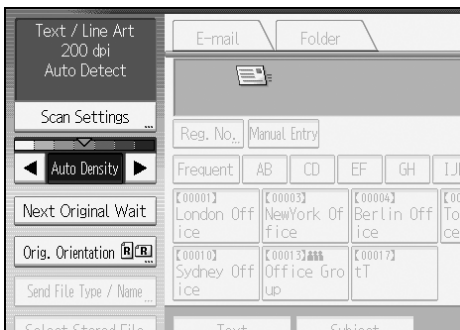 Text / Line Art
200 dpi
Auto Detect
Scan Settings
Auto Density
Next Original Wait
Orig. Orientation R R
Send File Type / Name
Select Stored File
E-mail
Folder
Reg. No.
Manual Entry
Frequent
AB
CD
EF
GH
IJ
【00001】
London Off
ice
【00003】
NewYork Of
fice
【00004】
Berlin Off
ice
【00010】
Sydney Off
ice
【00013】
Office Gro
up
【00017】
tT
Text
Subject